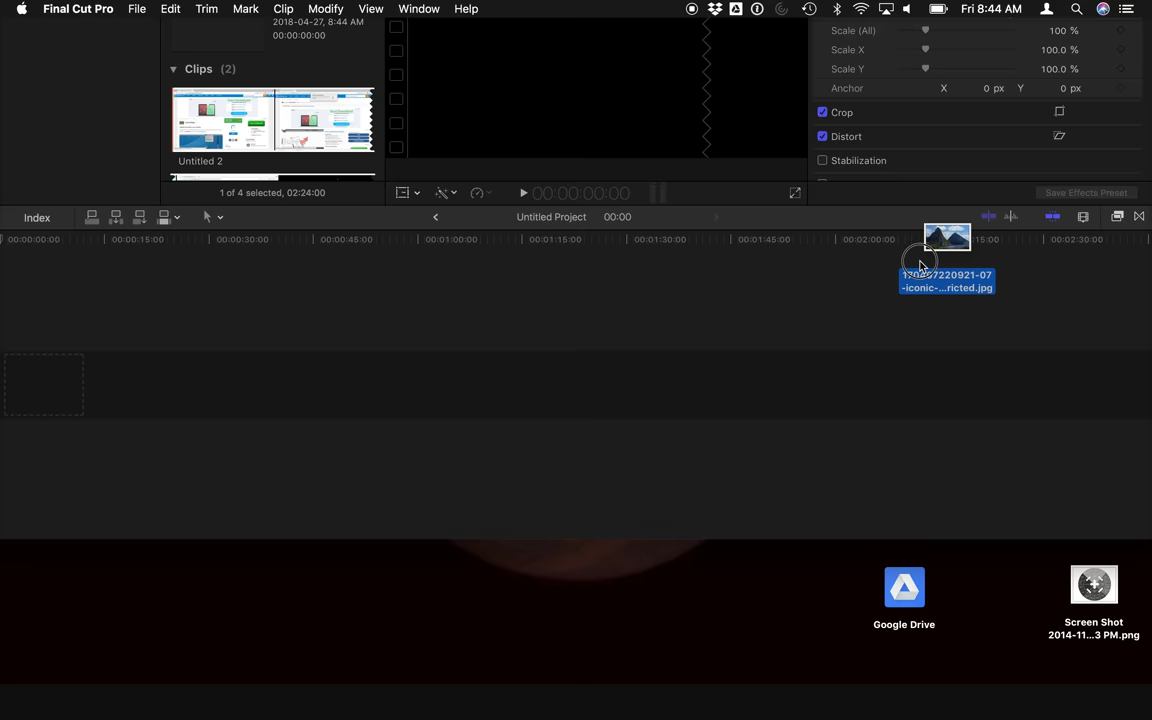 Final Cut Pro File Edit Trim Mark Clip Modify View Window Help Fri 8:44 AM
2018-04-27, 8:44 AM
00:00:00:00
Clips (2)
Untitled 2
1 of 4 selected, 02:24:00
00:00:00:00
Scale (All) 100 %
Scale X 100.0 %
Scale Y 100.0 %
Anchor X 0 px Y 0 px
Crop
Distort
Stabilization
Save Effects Preset
Index
Untitled Project 00:00
00:00:00:00 00:00:15:00 00:00:30:00 00:00:45:00 00:01:00:00 00:01:15:00 00:01:30:00 00:01:45:00 00:02:00:00 15:00 00:02:30:00
-iconic-...ricted.jpg
Google Drive
Screen Shot
2014-11...3 PM.png